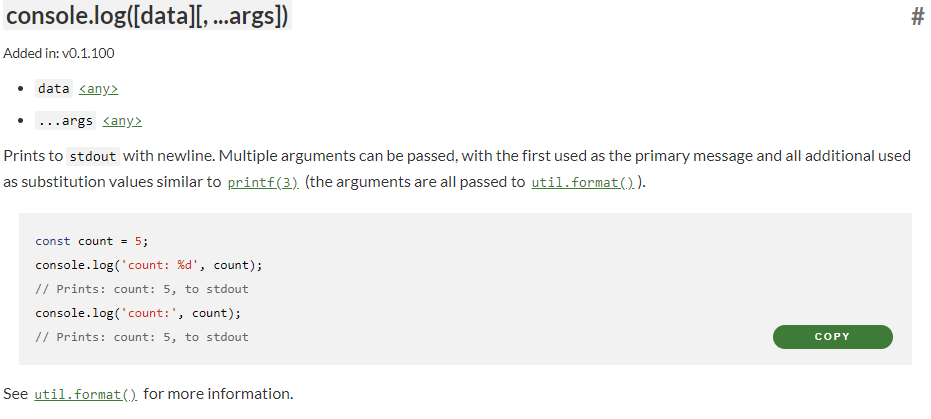 console.log([data][, ...args])
#
Added in: v0.1.100
data <any>
...args <any>
Prints to stdout with newline. Multiple arguments can be passed, with the first used as the primary message and all additional used
as substitution values similar to printf(3) (the arguments are all passed to util.format()).
const count = 5;
console.log('count: %d', count);
// Prints: count: 5, to stdout
console.log('count:', count);
// Prints: count: 5, to stdout
COPY
See util.format() for more information.